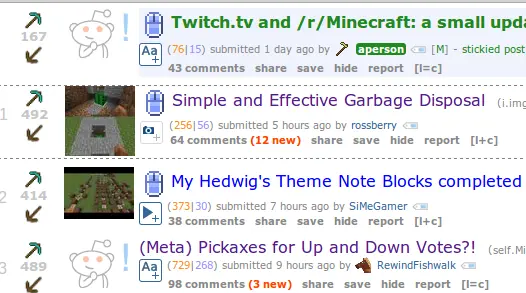 Twitch.tv and /r/Minecraft: a small upda
167
Aa+
(76|15) submitted 1 day ago by aperson [M] - stickied post
43 comments share save hide report [l=c]
1
492
Simple and Effective Garbage Disposal (i.img
(256|56) submitted 5 hours ago by rossberry
64 comments (12 new) share save hide report [l+c]
2
414
My Hedwig's Theme Note Blocks completed
(373|30) submitted 7 hours ago by SiMeGamer
38 comments share save hide report [l+c]
3
489
(Meta) Pickaxes for Up and Down Votes?! (self.Mi
Aa+
(729|268) submitted 9 hours ago by RewindFishwalk
98 comments (3 new) share save hide report [l+c]